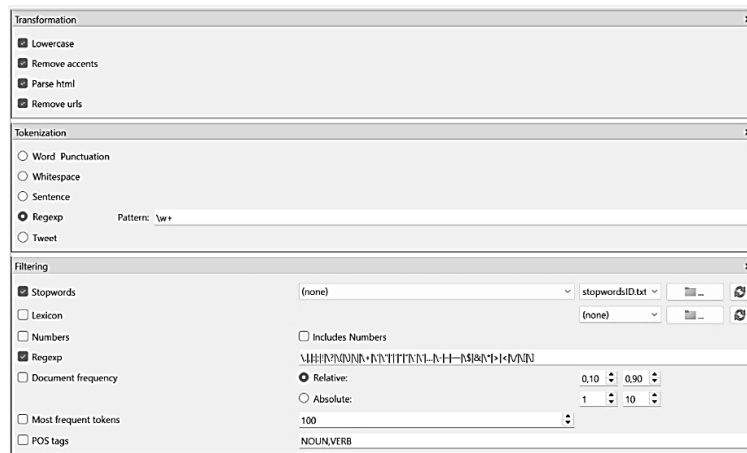 Transformation
Lowercase
Remove accents
Parse html
Remove urls
Tokenization
Word Punctuation
Whitespace
Sentence
Regexp Pattern: \w+
Tweet
Filtering
Stopwords (none) stopwordsID.txt ...
Lexicon (none) ...
Numbers Includes Numbers
Regexp
Document frequency Relative: 0,10 0,90
Absolute: 1 10
Most frequent tokens 100
POS tags NOUN,VERB